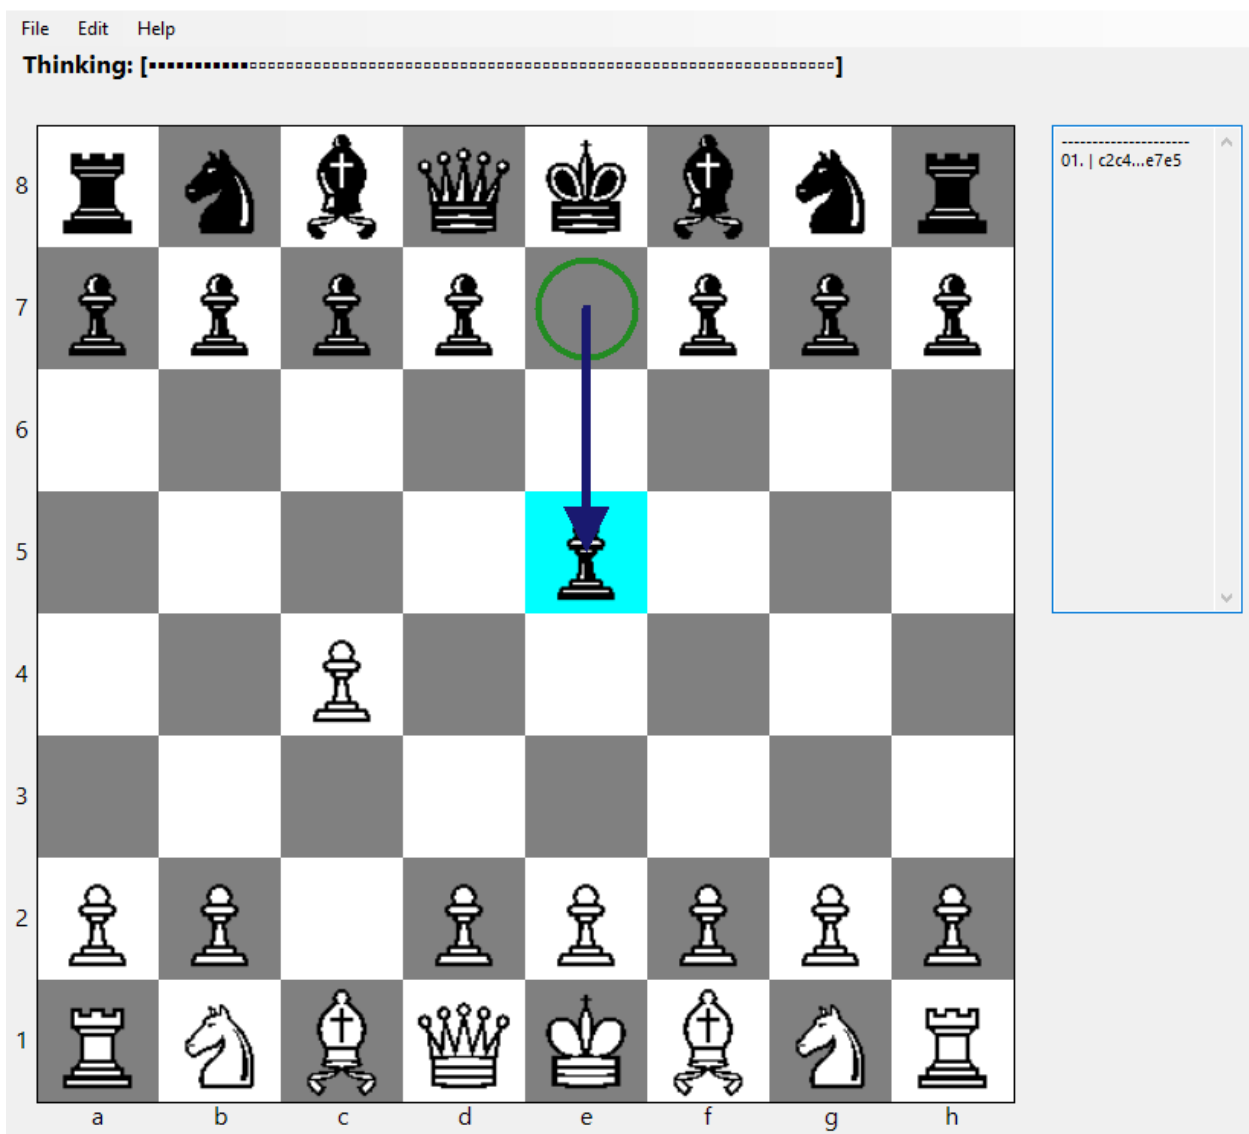 File Edit Help
Thinking: [▪▪▪▪▪▪▪▪▪▪▪▫▫▫▫▫▫▫▫▫▫▫▫▫▫▫▫▫▫▫▫▫▫▫▫▫▫▫▫▫▫▫▫▫▫▫▫▫▫▫▫▫▫▫▫▫▫▫▫▫▫▫▫▫▫▫▫▫▫▫▫▫▫▫▫]
---------------------
01. | c2c4...e7e5
8
7
6
5
4
3
2
1
a b c d e f g h